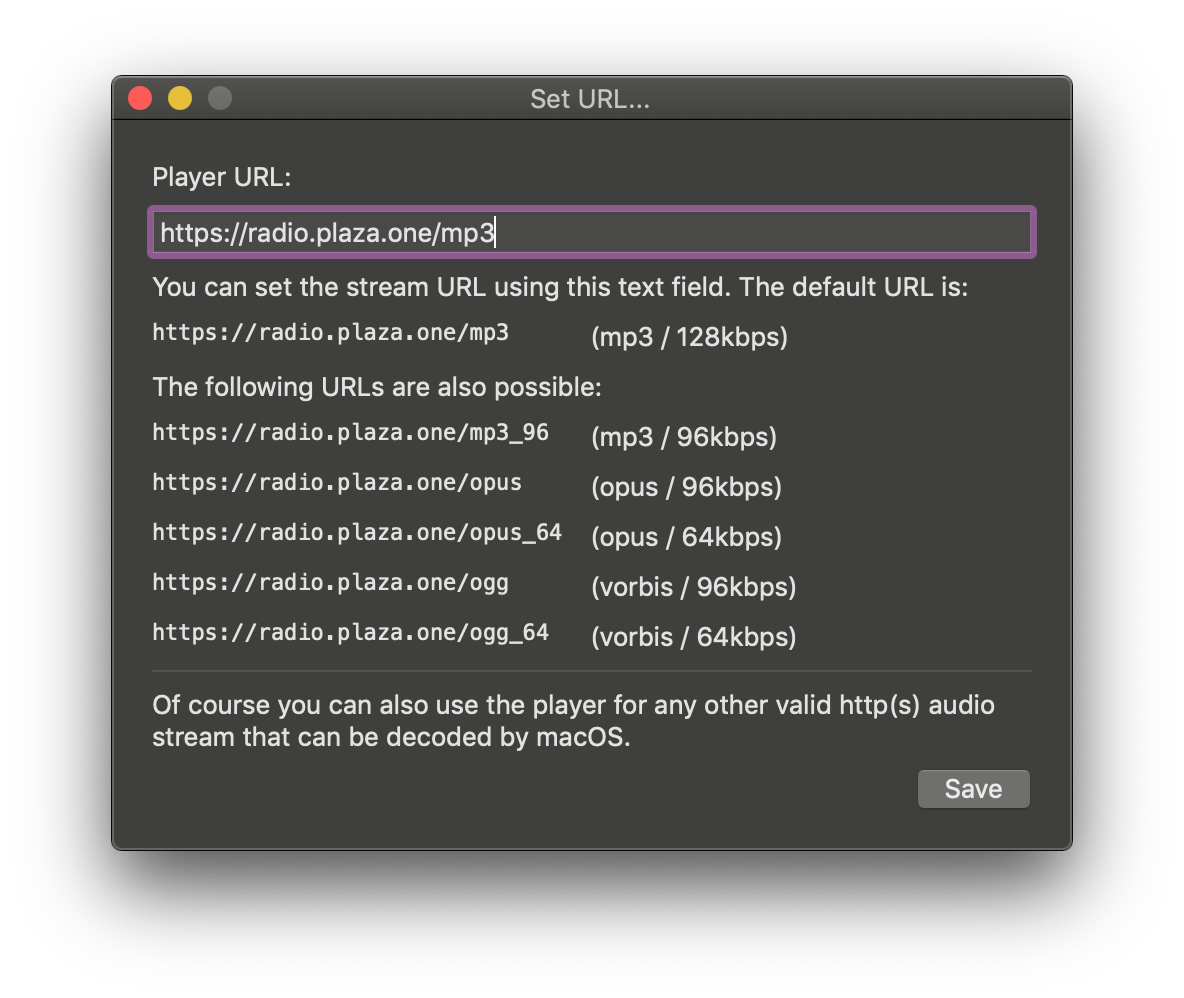 Set URL...
Player URL:
https://radio.plaza.one/mp3
You can set the stream URL using this text field. The default URL is:
https://radio.plaza.one/mp3 (mp3 / 128kbps)
The following URLs are also possible:
https://radio.plaza.one/mp3_96 (mp3 / 96kbps)
https://radio.plaza.one/opus (opus / 96kbps)
https://radio.plaza.one/opus_64 (opus / 64kbps)
https://radio.plaza.one/ogg (vorbis / 96kbps)
https://radio.plaza.one/ogg_64 (vorbis / 64kbps)
Of course you can also use the player for any other valid http(s) audio
stream that can be decoded by macOS.
Save